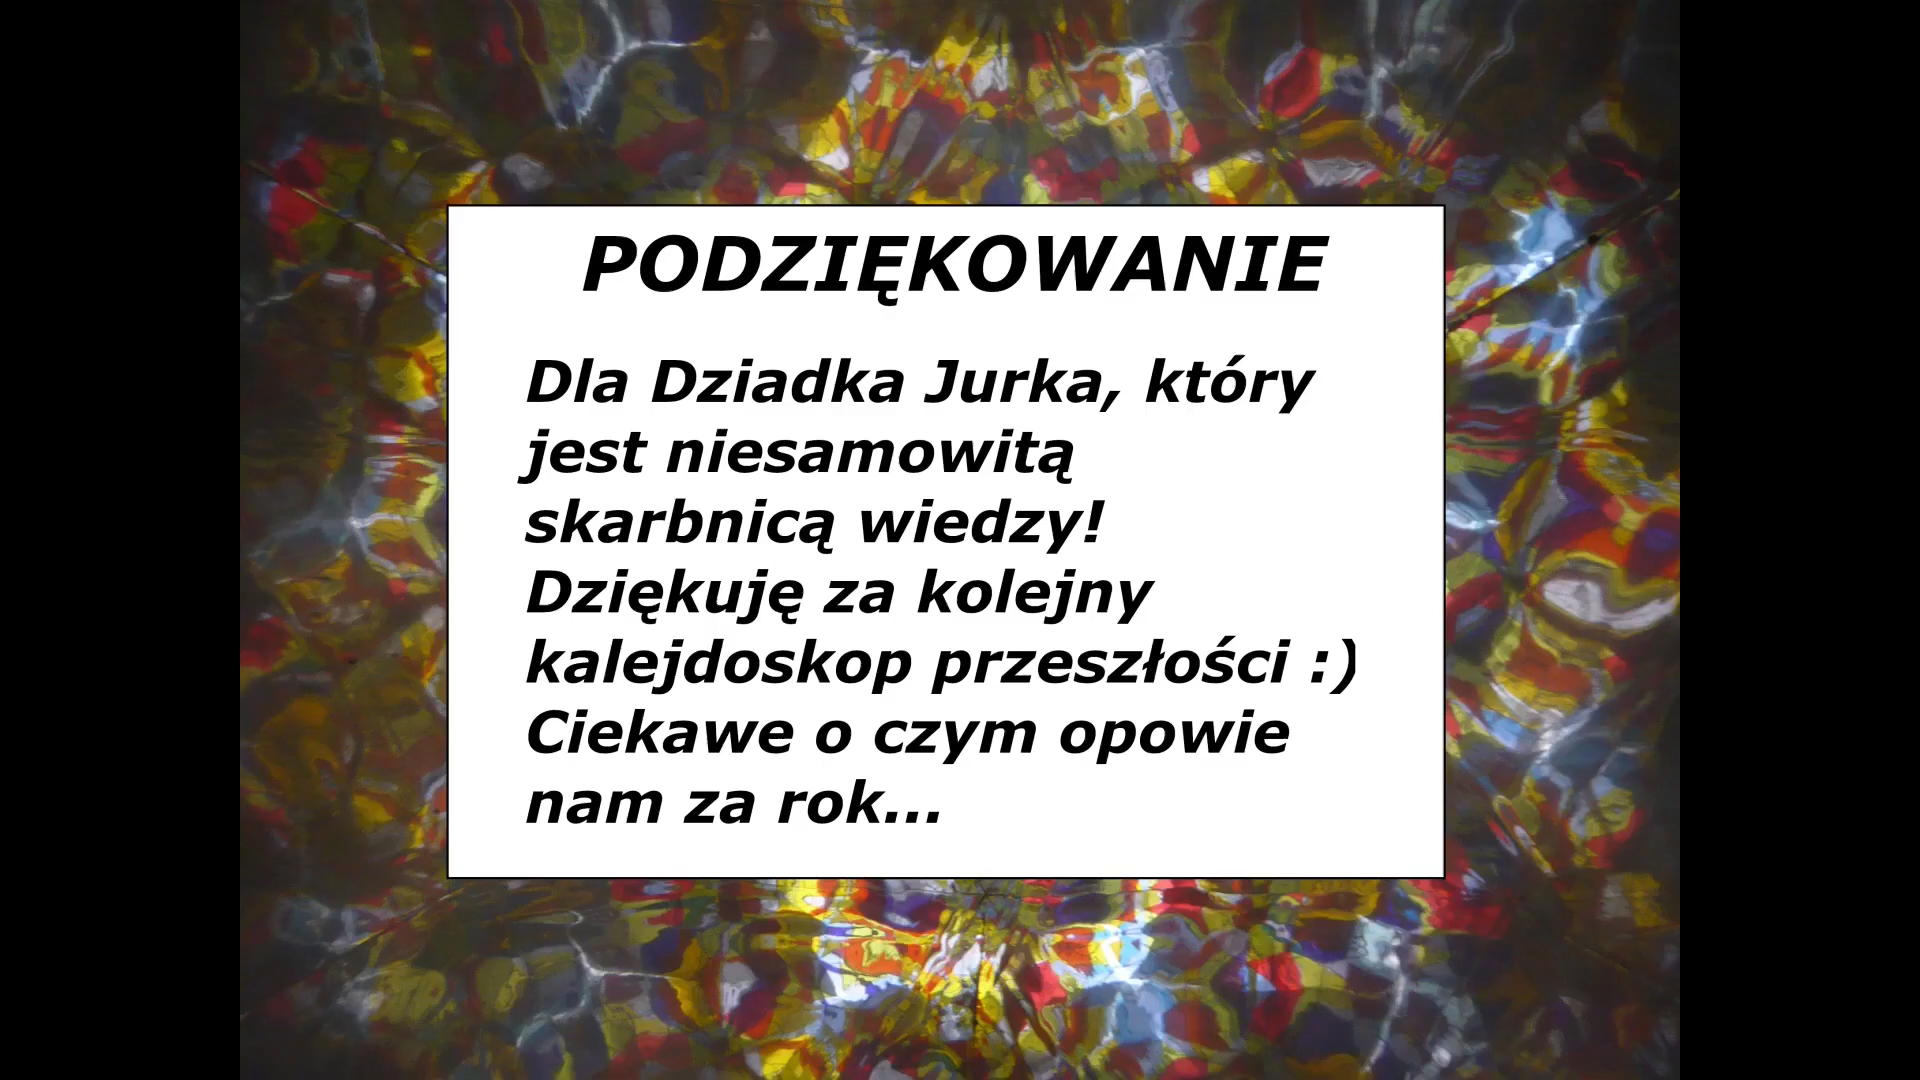 PODZIĘKOWANIE
Dla Dziadka Jurka, który
jest niesamowitą
skarbnicą wiedzy!
Dziękuję za kolejny
kalejdoskop przeszłości :)
Ciekawe o czym opowie
nam za rok...